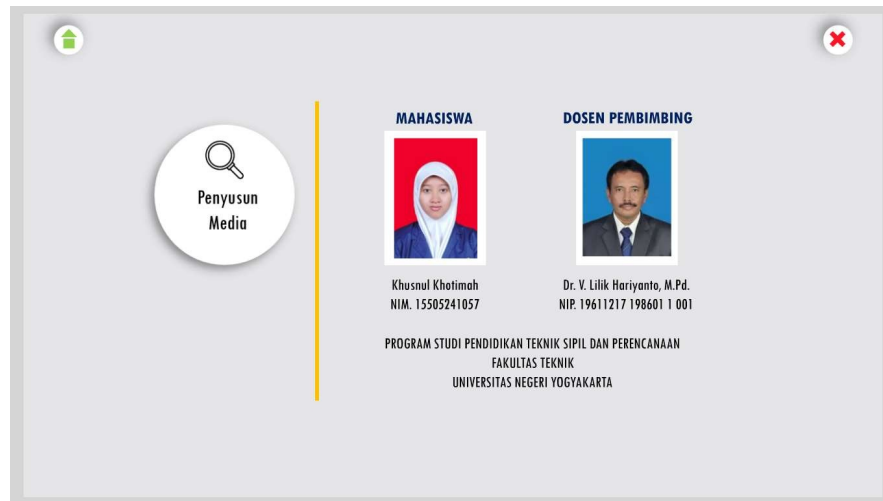 Penyusun
Media
MAHASISWA
DOSEN PEMBIMBING
Khusnul Khotimah
NIM. 15505241057
Dr. V. Lilik Hariyanto, M.Pd.
NIP. 19611217 198601 1 001
PROGRAM STUDI PENDIDIKAN TEKNIK SIPIL DAN PERENCANAAN
FAKULTAS TEKNIK
UNIVERSITAS NEGERI YOGYAKARTA